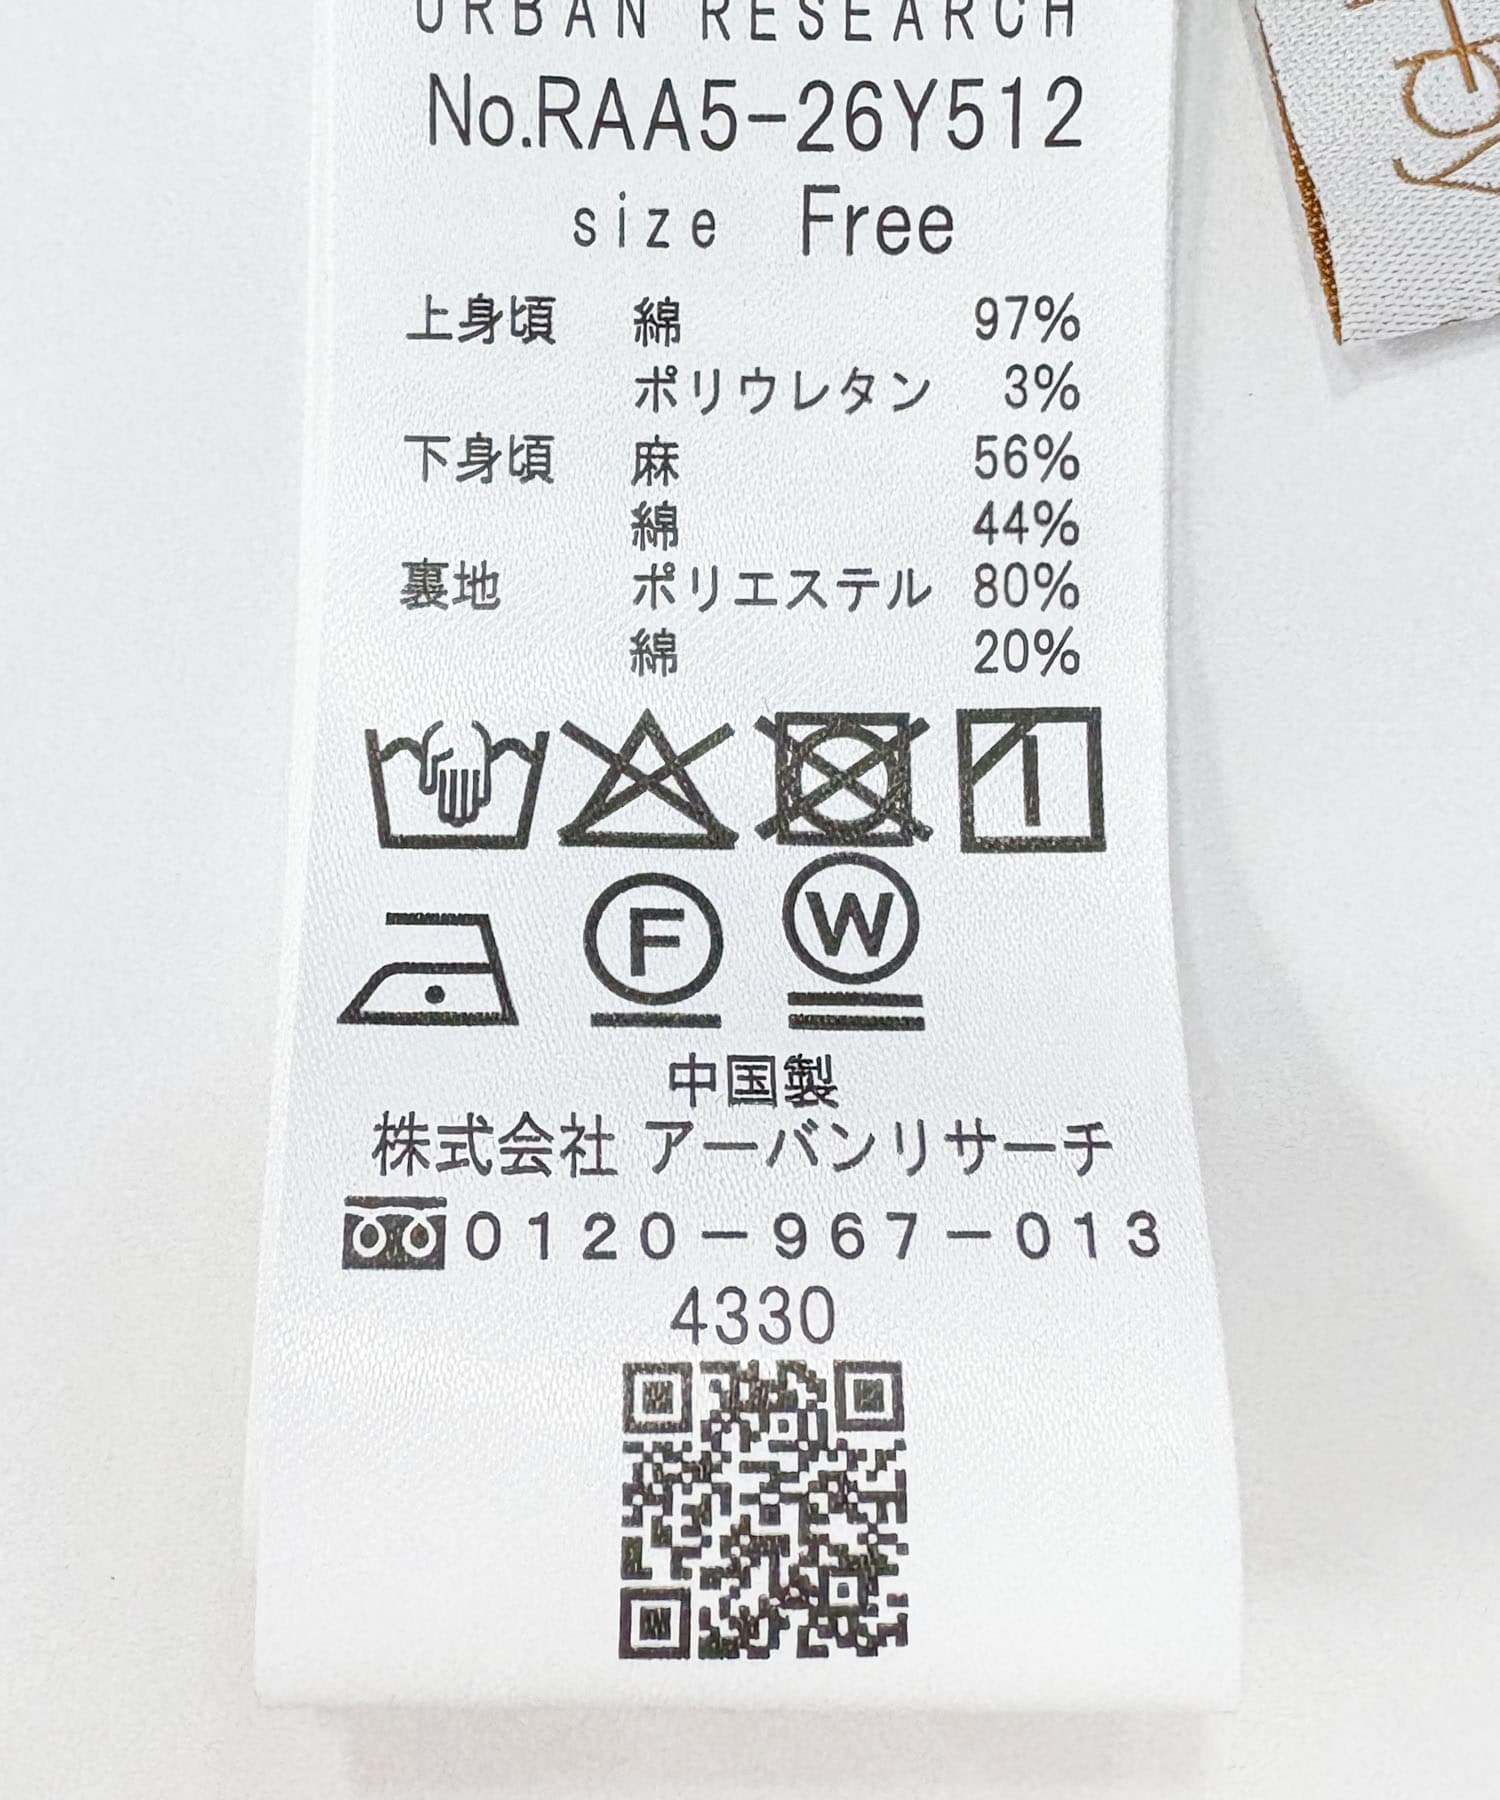 URBAN RESEARCH
No.RAA5-26Y512
size Free
上身頃 綿 97%
ポリウレタン 3%
下身頃 麻 56%
綿 44%
裏地 ポリエステル 80%
綿 20%
F W
中国製
株式会社 アーバンリサーチ
0120-967-013
4330